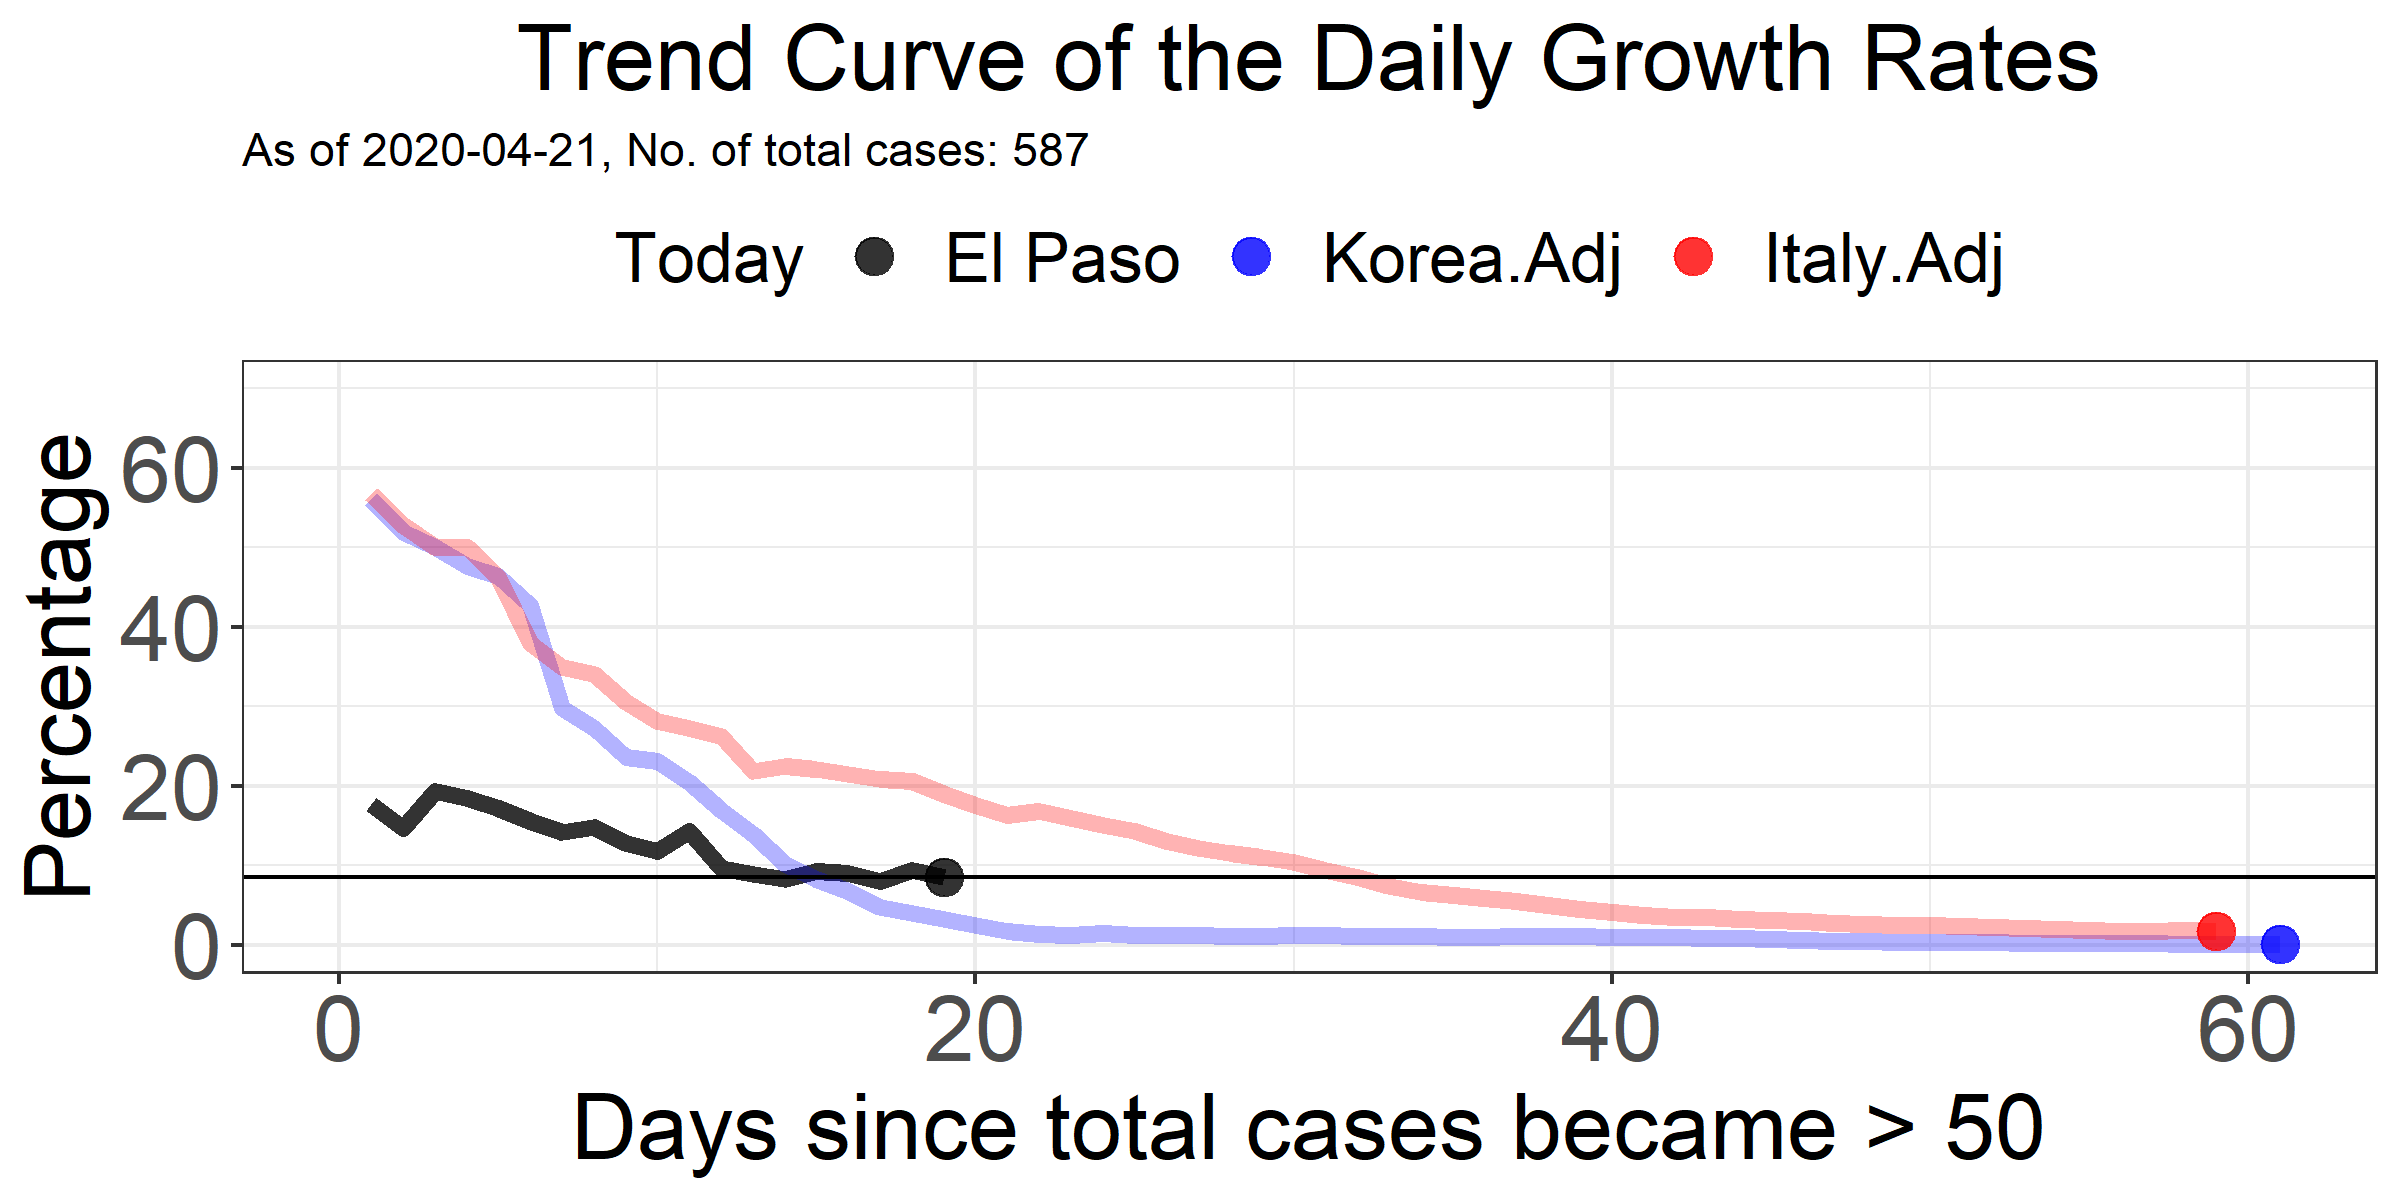 Trend Curve of the Daily Growth Rates
As of 2020-04-21, No. of total cases: 587
Today El Paso Korea.Adj Italy.Adj
Percentage
60
40
20
0
0 20 40 60
Days since total cases became > 50